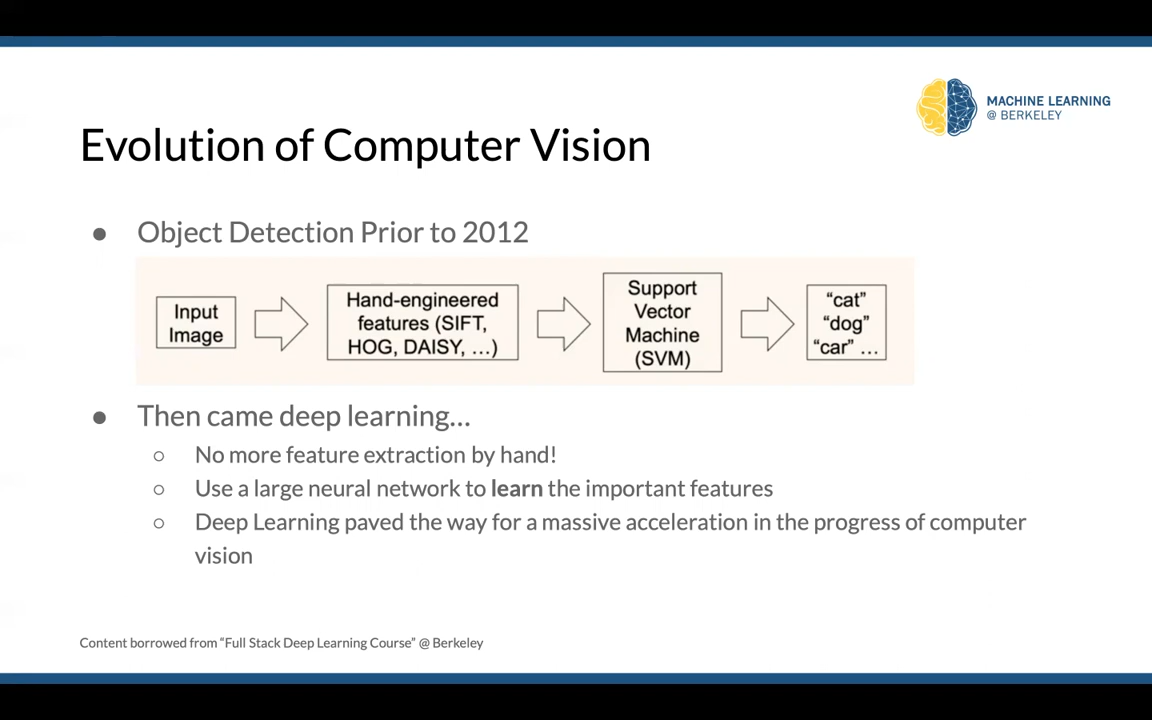 MACHINE LEARNING
@ BERKELEY
Evolution of Computer Vision
● Object Detection Prior to 2012
Input
Image
Hand-engineered
features (SIFT,
HOG, DAISY, ...)
Support
Vector
Machine
(SVM)
“cat”
“dog”
“car” ...
● Then came deep learning...
○ No more feature extraction by hand!
○ Use a large neural network to learn the important features
○ Deep Learning paved the way for a massive acceleration in the progress of computer
vision
Content borrowed from “Full Stack Deep Learning Course” @ Berkeley